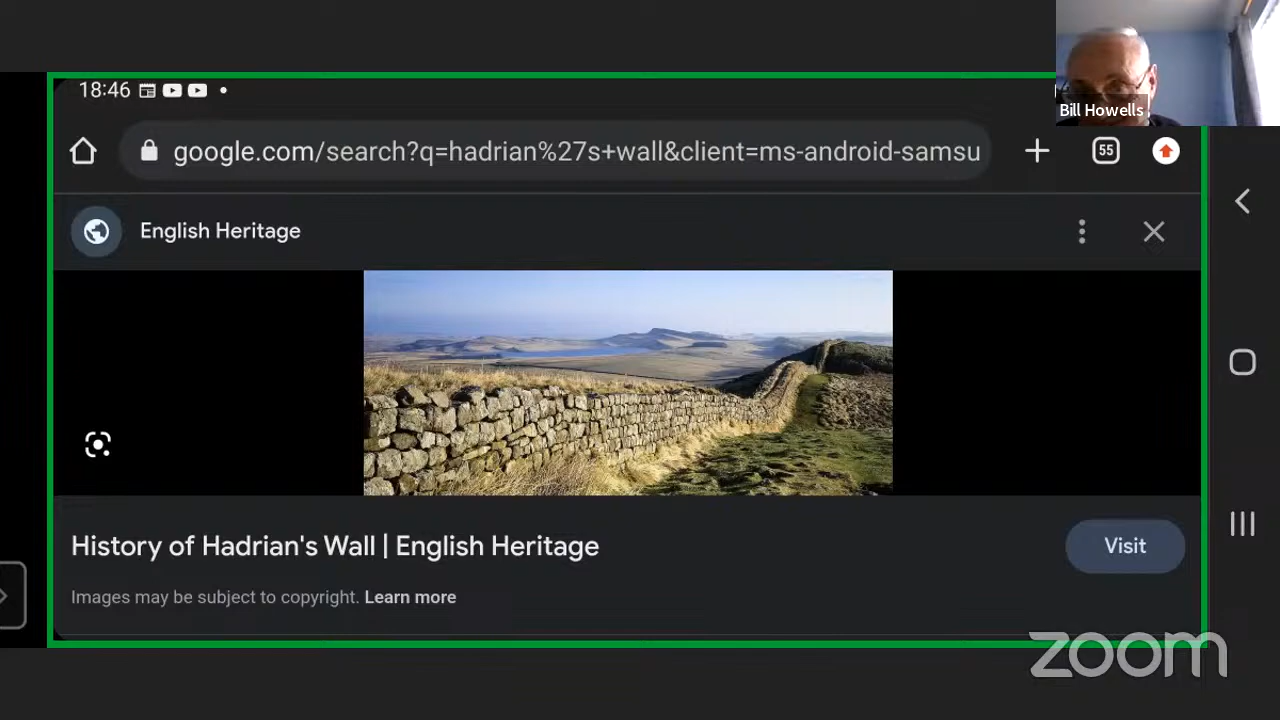 18:46
Bill Howells
google.com/search?q=hadrian%27s+wall&client=ms-android-samsu
55
English Heritage
History of Hadrian's Wall | English Heritage
Visit
Images may be subject to copyright. Learn more
zoom